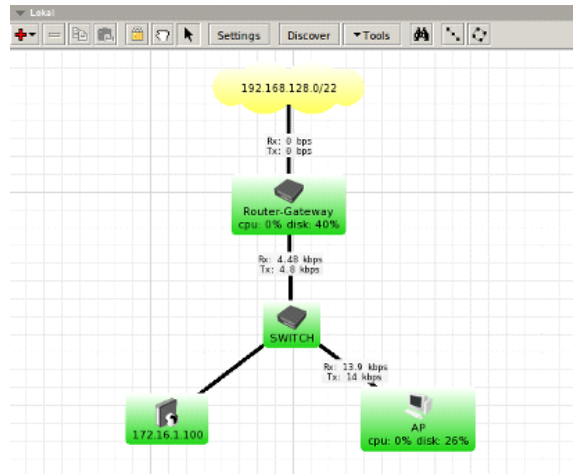 Lokal
Settings Discover Tools
192.168.128.0/22
Rx: 0 bps
Tx: 0 bps
Router-Gateway
cpu: 0% disk: 40%
Rx: 4.48 kbps
Tx: 4.8 kbps
SWITCH
Rx: 13.9 kbps
Tx: 14 kbps
172.16.1.100
AP
cpu: 0% disk: 26%